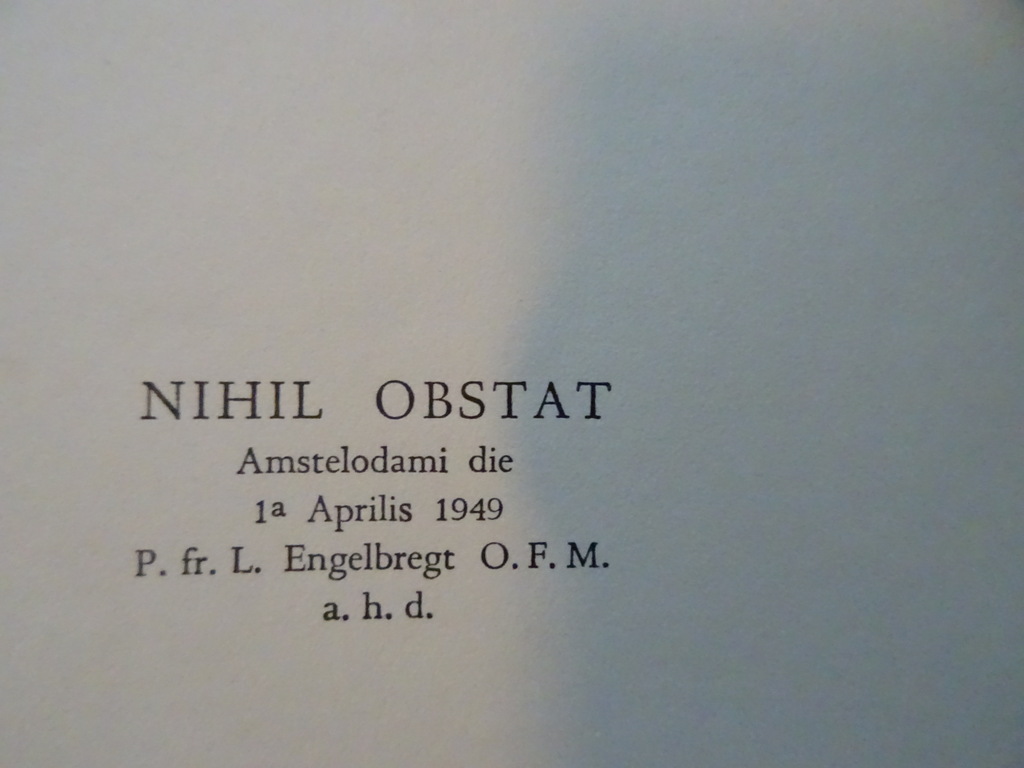 NIHIL OBSTAT
Amstelodami die
1a Aprilis 1949
P. fr. L. Engelbregt O. F. M.
a. h. d.